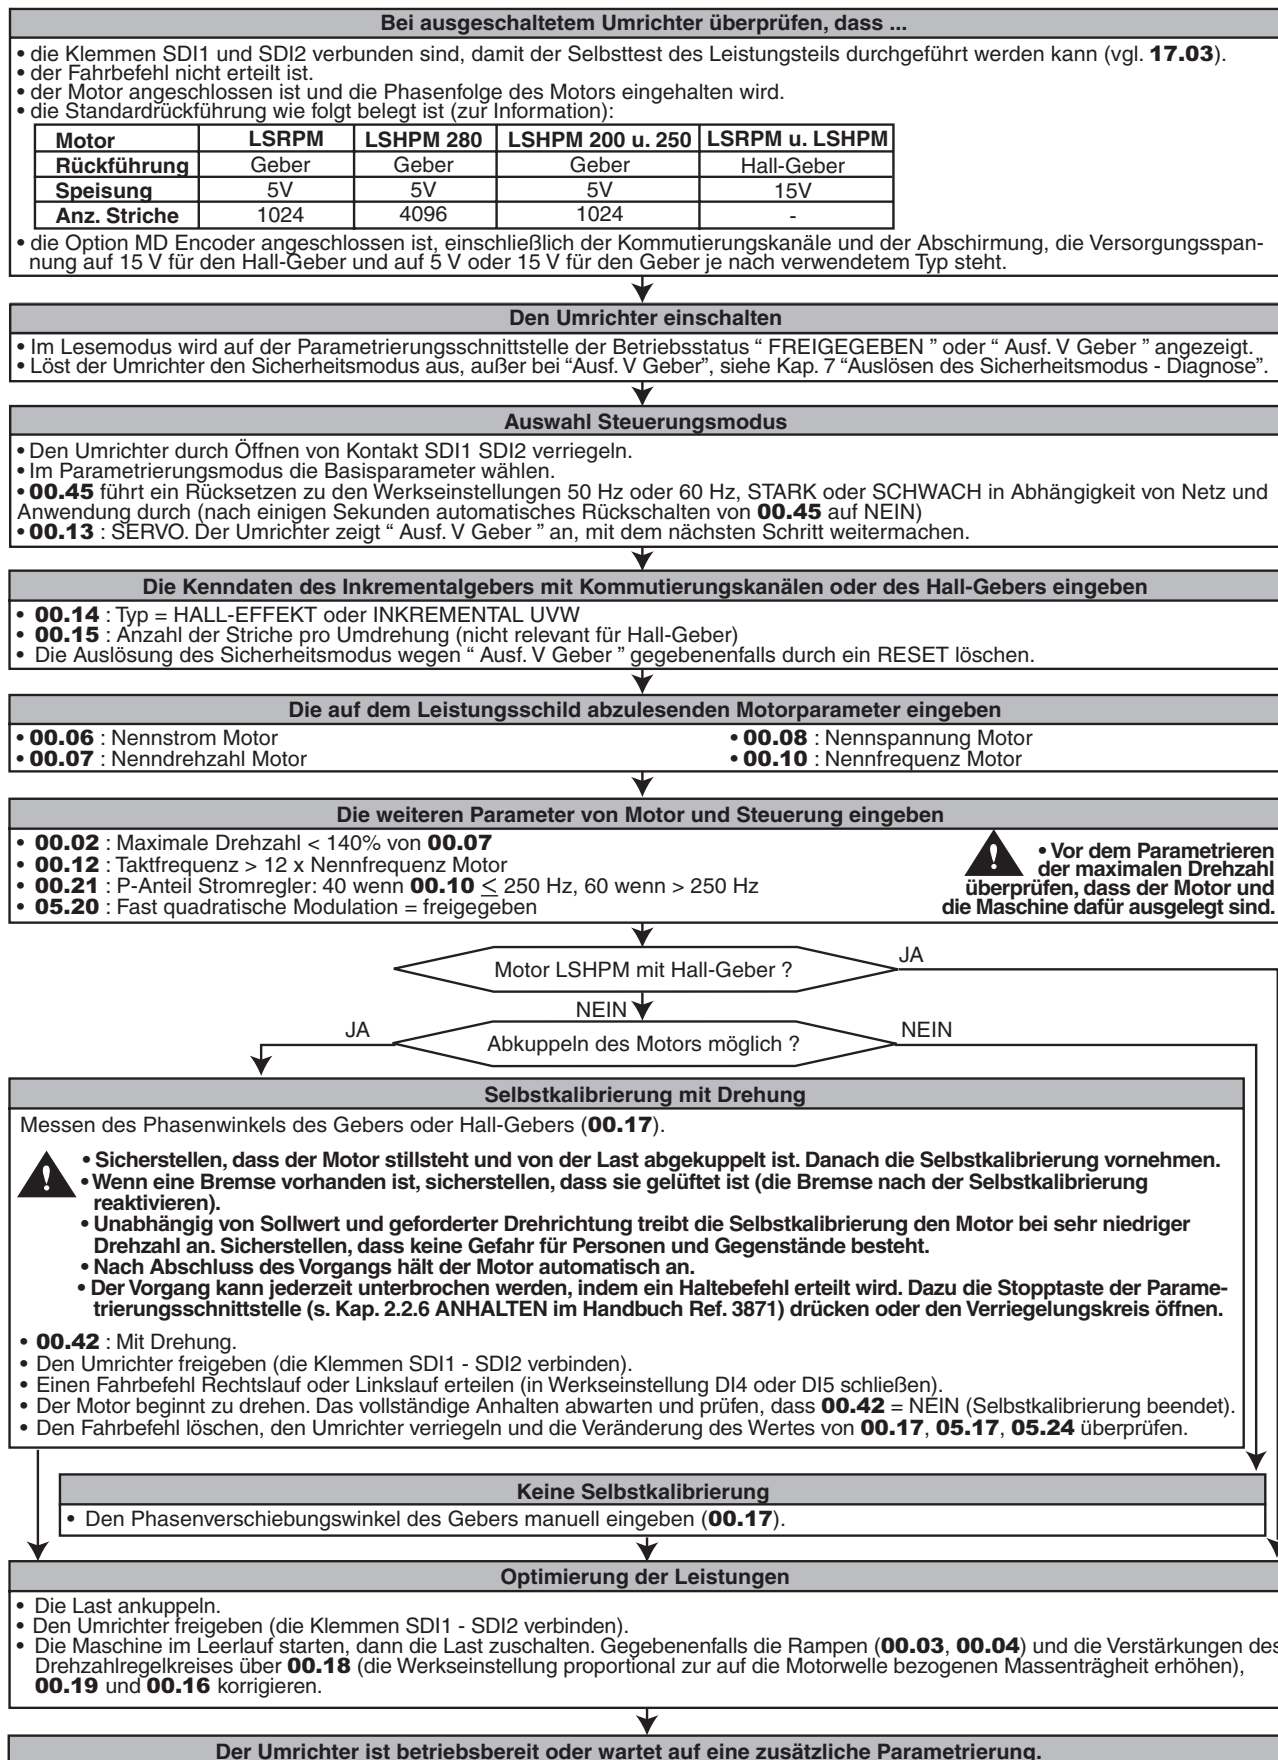 Bei ausgeschaltetem Umrichter überprüfen, dass ...
• die Klemmen SDI1 und SDI2 verbunden sind, damit der Selbsttest des Leistungsteils durchgeführt werden kann (vgl. 17.03).
• der Fahrbefehl nicht erteilt ist.
• der Motor angeschlossen ist und die Phasenfolge des Motors eingehalten wird.
• die Standardrückführung wie folgt belegt ist (zur Information):
Motor LSRPM LSHPM 280 LSHPM 200 u. 250 LSRPM u. LSHPM
Rückführung Geber Geber Geber Hall-Geber
Speisung 5V 5V 5V 15V
Anz. Striche 1024 4096 1024 -
• die Option MD Encoder angeschlossen ist, einschließlich der Kommutierungskanäle und der Abschirmung, die Versorgungsspan-
nung auf 15 V für den Hall-Geber und auf 5 V oder 15 V für den Geber je nach verwendetem Typ steht.
Den Umrichter einschalten
• Im Lesemodus wird auf der Parametrierungsschnittstelle der Betriebsstatus “ FREIGEGEBEN ” oder “ Ausf. V Geber ” angezeigt.
• Löst der Umrichter den Sicherheitsmodus aus, außer bei “Ausf. V Geber”, siehe Kap. 7 “Auslösen des Sicherheitsmodus - Diagnose”.
Auswahl Steuerungsmodus
• Den Umrichter durch Öffnen von Kontakt SDI1 SDI2 verriegeln.
• Im Parametrierungsmodus die Basisparameter wählen.
• 00.45 führt ein Rücksetzen zu den Werkseinstellungen 50 Hz oder 60 Hz, STARK oder SCHWACH in Abhängigkeit von Netz und
Anwendung durch (nach einigen Sekunden automatisches Rückschalten von 00.45 auf NEIN)
• 00.13 : SERVO. Der Umrichter zeigt “ Ausf. V Geber ” an, mit dem nächsten Schritt weitermachen.
Die Kenndaten des Inkrementalgebers mit Kommutierungskanälen oder des Hall-Gebers eingeben
• 00.14 : Typ = HALL-EFFEKT oder INKREMENTAL UVW
• 00.15 : Anzahl der Striche pro Umdrehung (nicht relevant für Hall-Geber)
• Die Auslösung des Sicherheitsmodus wegen “ Ausf. V Geber ” gegebenenfalls durch ein RESET löschen.
Die auf dem Leistungsschild abzulesenden Motorparameter eingeben
• 00.06 : Nennstrom Motor • 00.08 : Nennspannung Motor
• 00.07 : Nenndrehzahl Motor • 00.10 : Nennfrequenz Motor
Die weiteren Parameter von Motor und Steuerung eingeben
• 00.02 : Maximale Drehzahl < 140% von 00.07
• 00.12 : Taktfrequenz > 12 x Nennfrequenz Motor
• 00.21 : P-Anteil Stromregler: 40 wenn 00.10 ≤ 250 Hz, 60 wenn > 250 Hz
• 05.20 : Fast quadratische Modulation = freigegeben
• Vor dem Parametrieren
der maximalen Drehzahl
überprüfen, dass der Motor und
die Maschine dafür ausgelegt sind.
Motor LSHPM mit Hall-Geber ? JA
NEIN
JA Abkuppeln des Motors möglich ? NEIN
Selbstkalibrierung mit Drehung
Messen des Phasenwinkels des Gebers oder Hall-Gebers (00.17).
• Sicherstellen, dass der Motor stillsteht und von der Last abgekuppelt ist. Danach die Selbstkalibrierung vornehmen.
• Wenn eine Bremse vorhanden ist, sicherstellen, dass sie gelüftet ist (die Bremse nach der Selbstkalibrierung
reaktivieren).
• Unabhängig von Sollwert und geforderter Drehrichtung treibt die Selbstkalibrierung den Motor bei sehr niedriger
Drehzahl an. Sicherstellen, dass keine Gefahr für Personen und Gegenstände besteht.
• Nach Abschluss des Vorgangs hält der Motor automatisch an.
• Der Vorgang kann jederzeit unterbrochen werden, indem ein Haltebefehl erteilt wird. Dazu die Stopptaste der Parame-
trierungsschnittstelle (s. Kap. 2.2.6 ANHALTEN im Handbuch Ref. 3871) drücken oder den Verriegelungskreis öffnen.
• 00.42 : Mit Drehung.
• Den Umrichter freigeben (die Klemmen SDI1 - SDI2 verbinden).
• Einen Fahrbefehl Rechtslauf oder Linkslauf erteilen (in Werkseinstellung DI4 oder DI5 schließen).
• Der Motor beginnt zu drehen. Das vollständige Anhalten abwarten und prüfen, dass 00.42 = NEIN (Selbstkalibrierung beendet).
• Den Fahrbefehl löschen, den Umrichter verriegeln und die Veränderung des Wertes von 00.17, 05.17, 05.24 überprüfen.
Keine Selbstkalibrierung
• Den Phasenverschiebungswinkel des Gebers manuell eingeben (00.17).
Optimierung der Leistungen
• Die Last ankuppeln.
• Den Umrichter freigeben (die Klemmen SDI1 - SDI2 verbinden).
• Die Maschine im Leerlauf starten, dann die Last zuschalten. Gegebenenfalls die Rampen (00.03, 00.04) und die Verstärkungen des
Drehzahlregelkreises über 00.18 (die Werkseinstellung proportional zur auf die Motorwelle bezogenen Massenträgheit erhöhen),
00.19 und 00.16 korrigieren.
Der Umrichter ist betriebsbereit oder wartet auf eine zusätzliche Parametrierung.